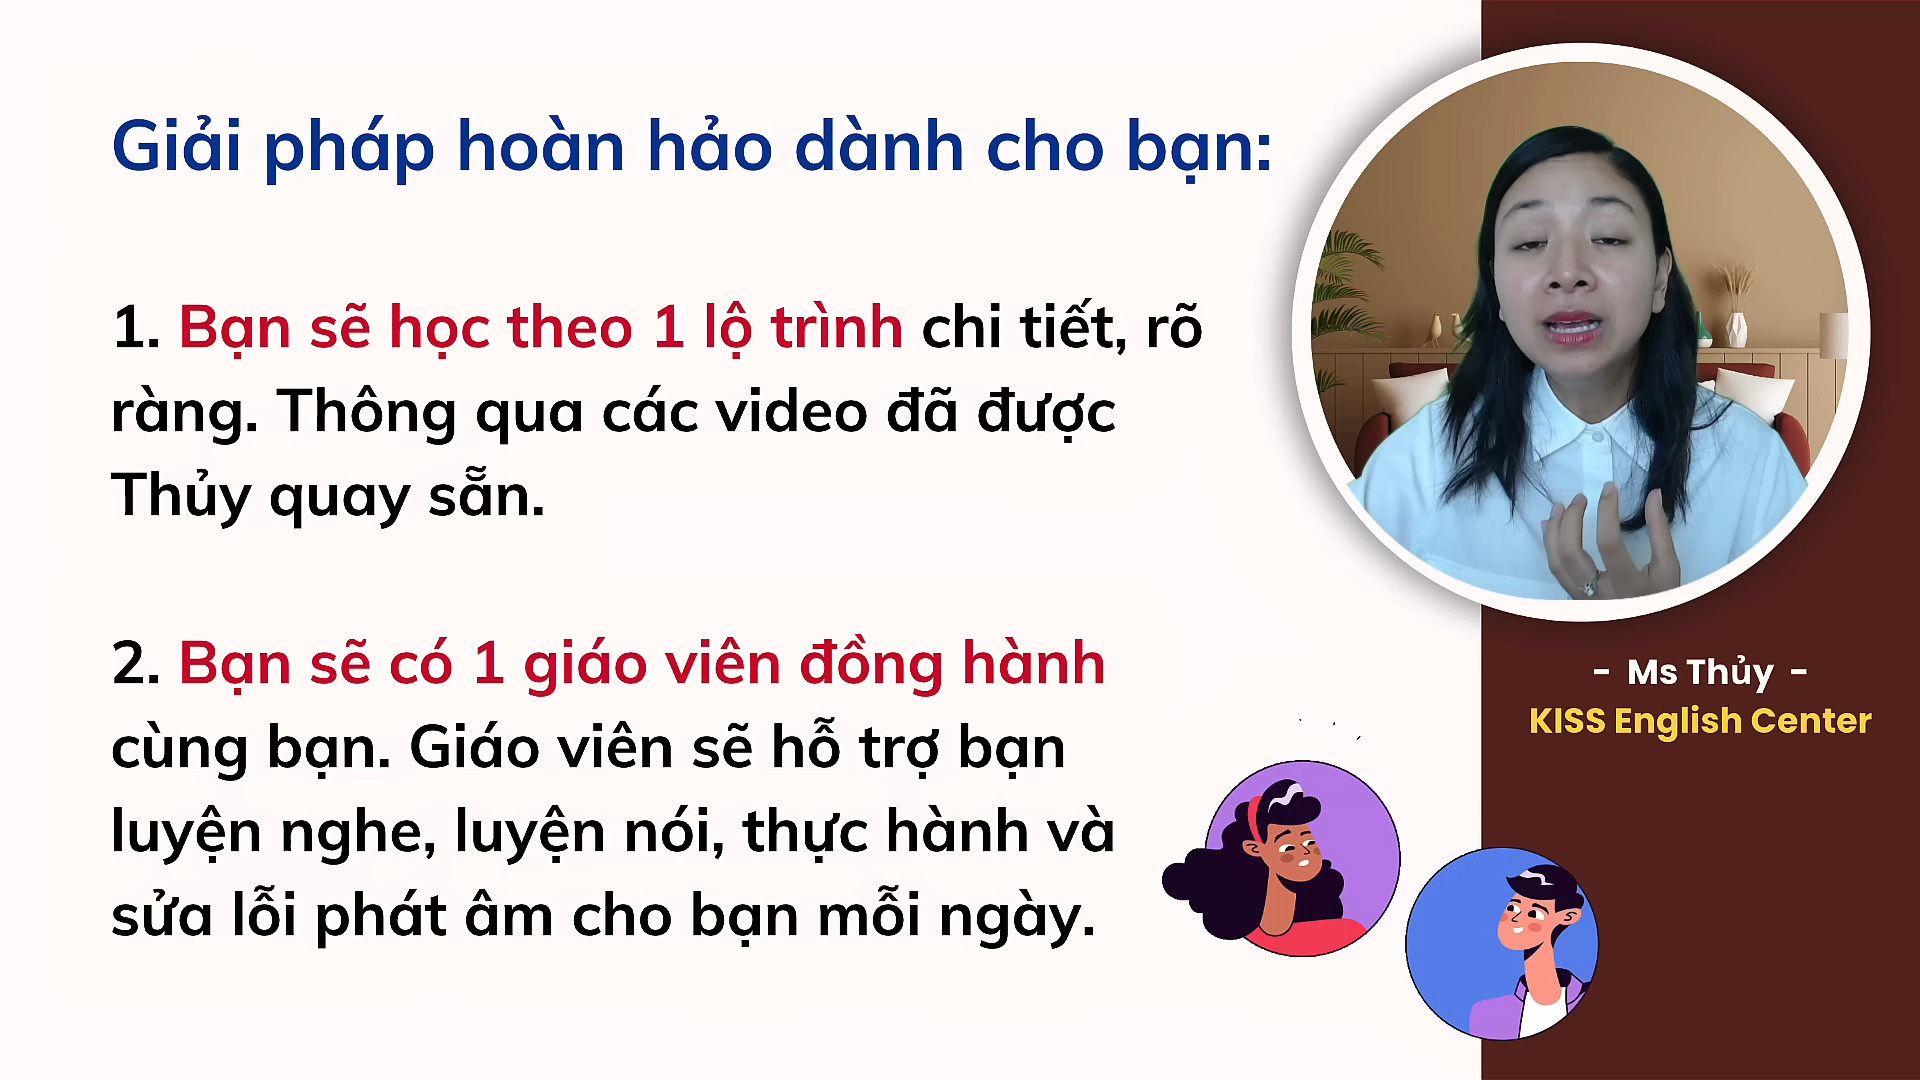 Giải pháp hoàn hảo dành cho bạn:
1. Bạn sẽ học theo 1 lộ trình chi tiết, rõ
ràng. Thông qua các video đã được
Thủy quay sẵn.
2. Bạn sẽ có 1 giáo viên đồng hành
cùng bạn. Giáo viên sẽ hỗ trợ bạn
luyện nghe, luyện nói, thực hành và
sửa lỗi phát âm cho bạn mỗi ngày.
- Ms Thủy -
KISS English Center